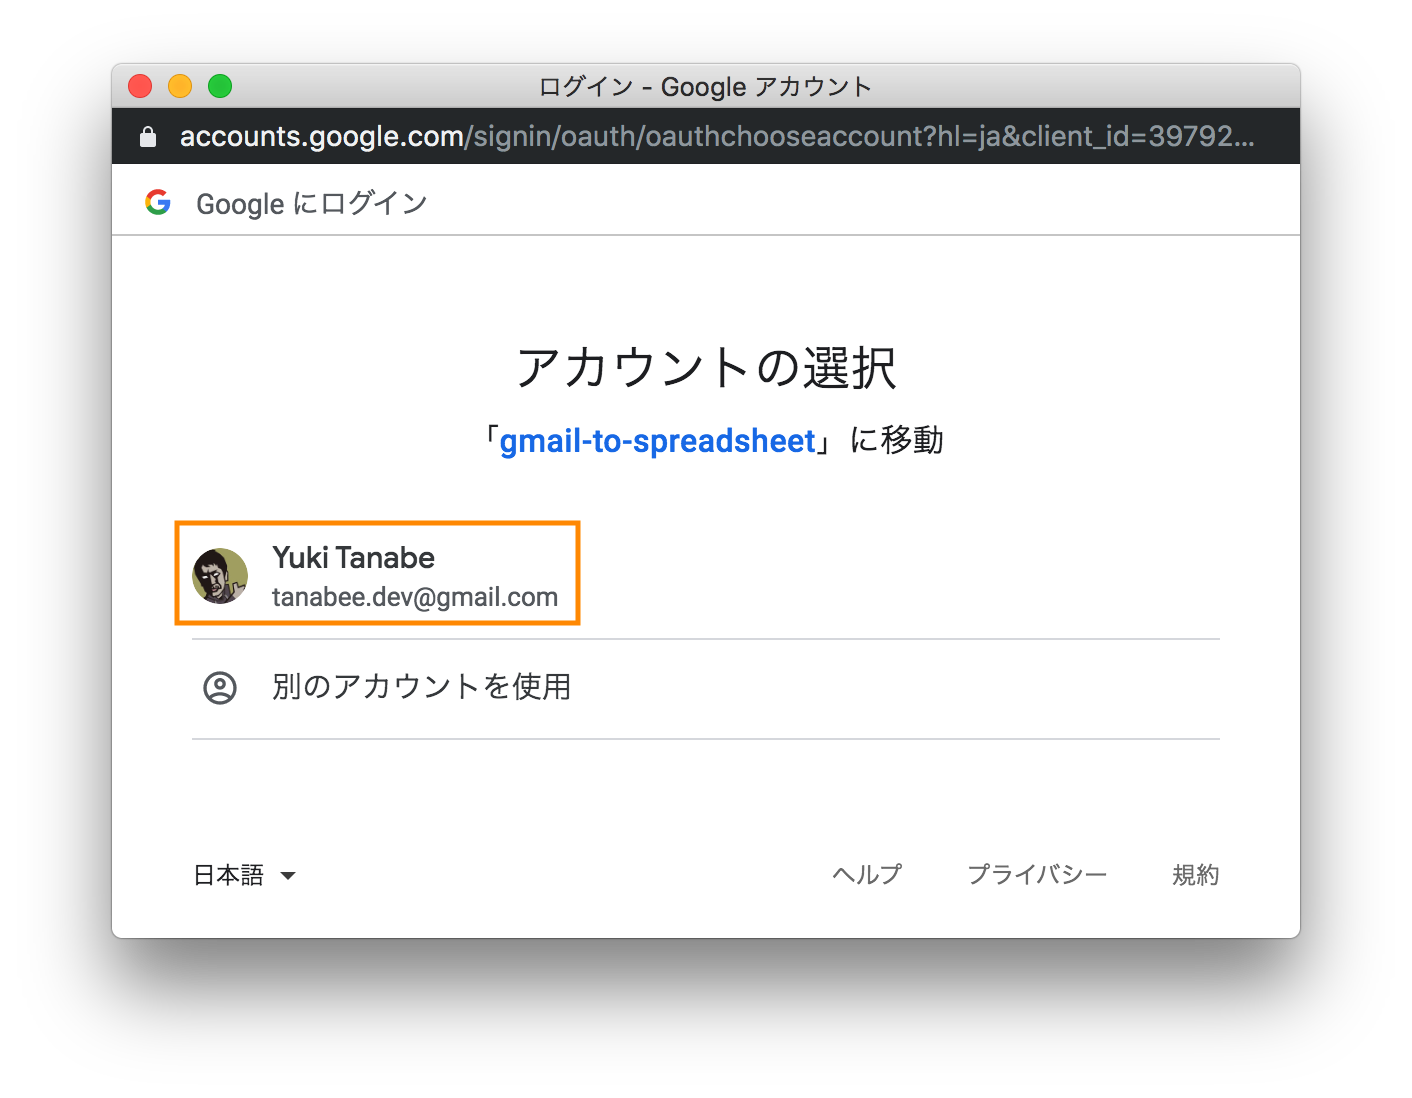 ログイン - Google アカウント
accounts.google.com/signin/oauth/oauthchooseaccount?hl=ja&client_id=39792...
Google にログイン
アカウントの選択
「gmail-to-spreadsheet」に移動
Yuki Tanabe
tanabee.dev@gmail.com
別のアカウントを使用
日本語 ヘルプ プライバシー 規約